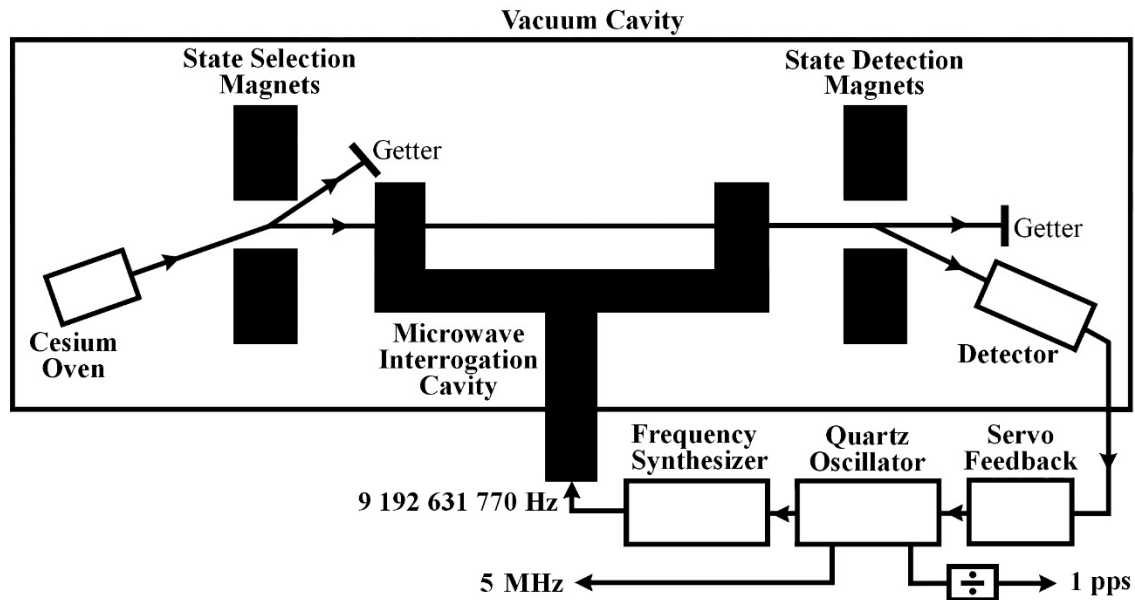 Vacuum Cavity
State Selection
Magnets
State Detection
Magnets
Getter
Getter
Cesium
Oven
Microwave
Interrogation
Cavity
Detector
Frequency
Synthesizer
Quartz
Oscillator
Servo
Feedback
9 192 631 770 Hz
5 MHz
÷
1 pps